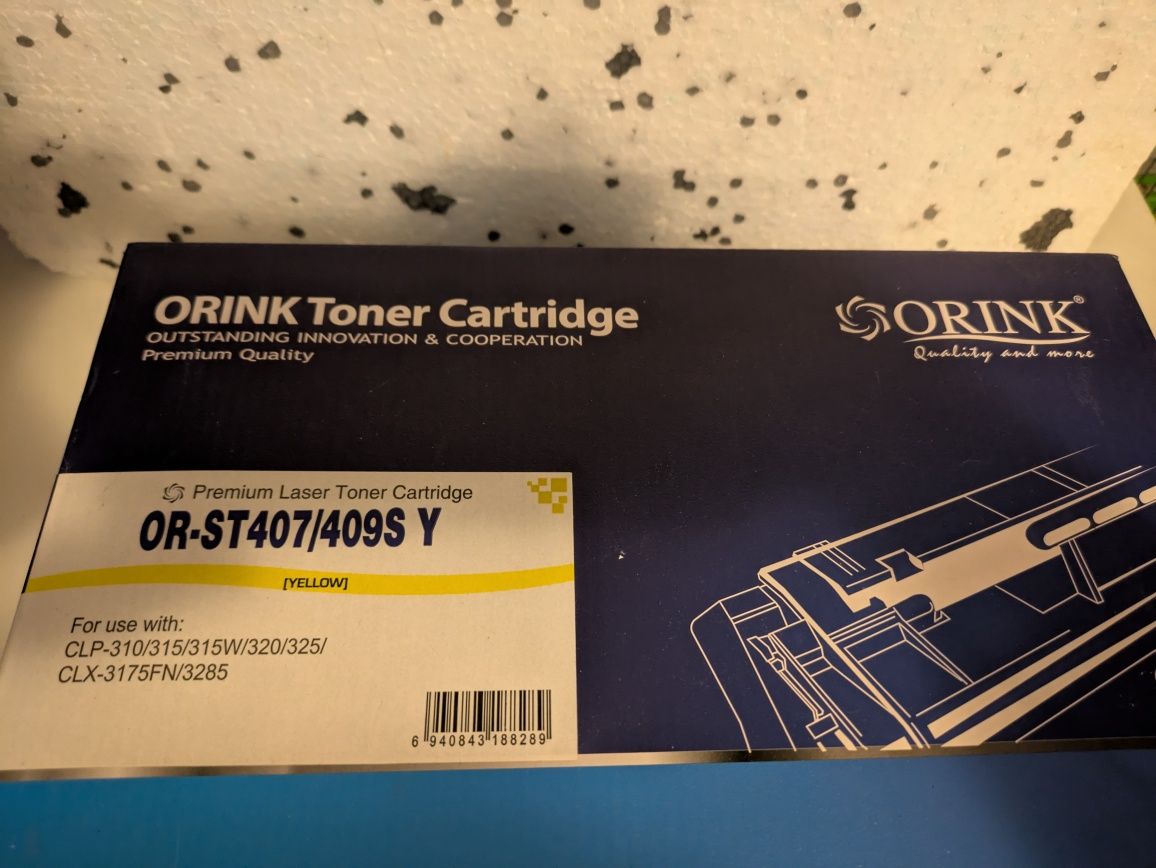 ORINK Toner Cartridge
OUTSTANDING INNOVATION & COOPERATION
Premium Quality
ORINK®
Quality and more
Premium Laser Toner Cartridge
OR-ST407/409S Y
[YELLOW]
For use with:
CLP-310/315/315W/320/325/
CLX-3175FN/3285
6 940843 188289